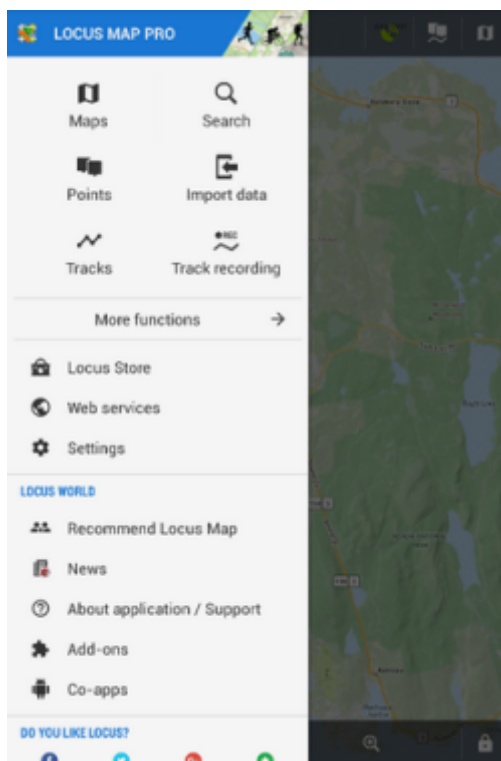 LOCUS MAP PRO
Maps Search
Points Import data
REC
Tracks Track recording
More functions
Locus Store
Web services
Settings
LOCUS WORLD
Recommend Locus Map
News
About application / Support
Add-ons
Co-apps
DO YOU LIKE LOCUS?